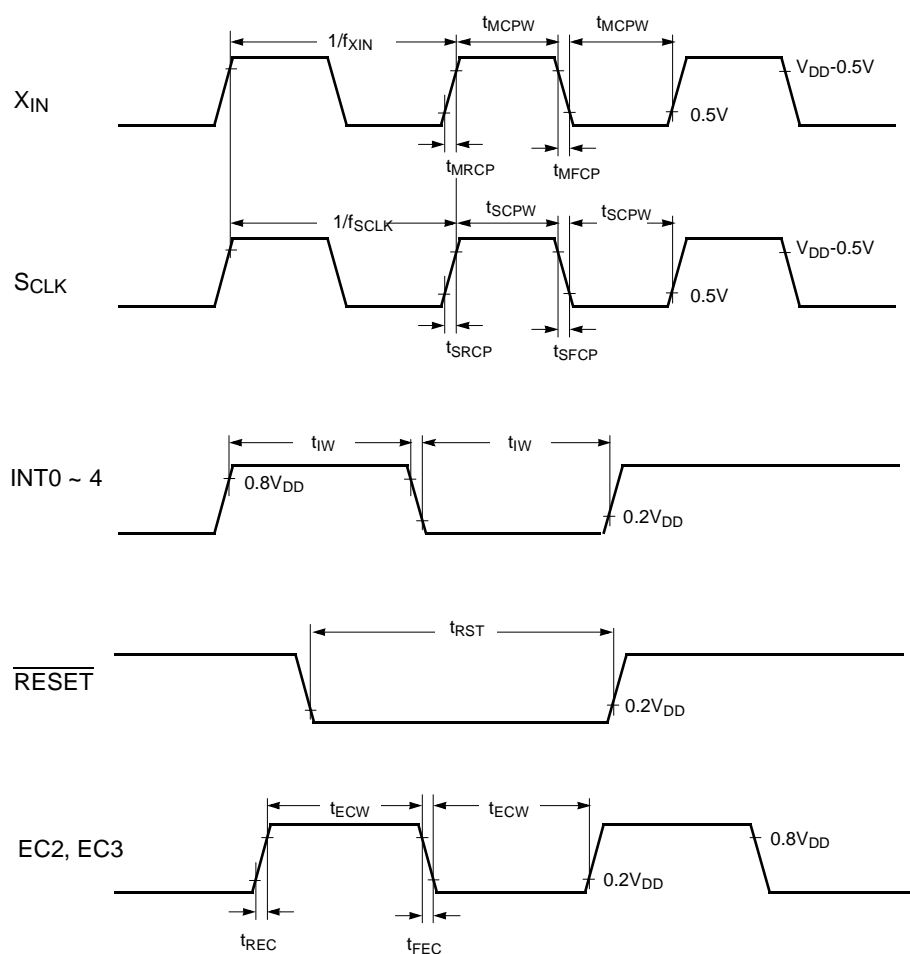 tMCPW tMCPW
1/fXIN
VDD-0.5V
XIN
0.5V
tMRCP tMFCP
tSCPW tSCPW
1/fSCLK
VDD-0.5V
SCLK
0.5V
tSRCP tSFCP
tIW tIW
INT0 ~ 4
0.8VDD
0.2VDD
tRST
RESET
0.2VDD
tECW tECW
EC2, EC3
0.8VDD
0.2VDD
tREC tFEC